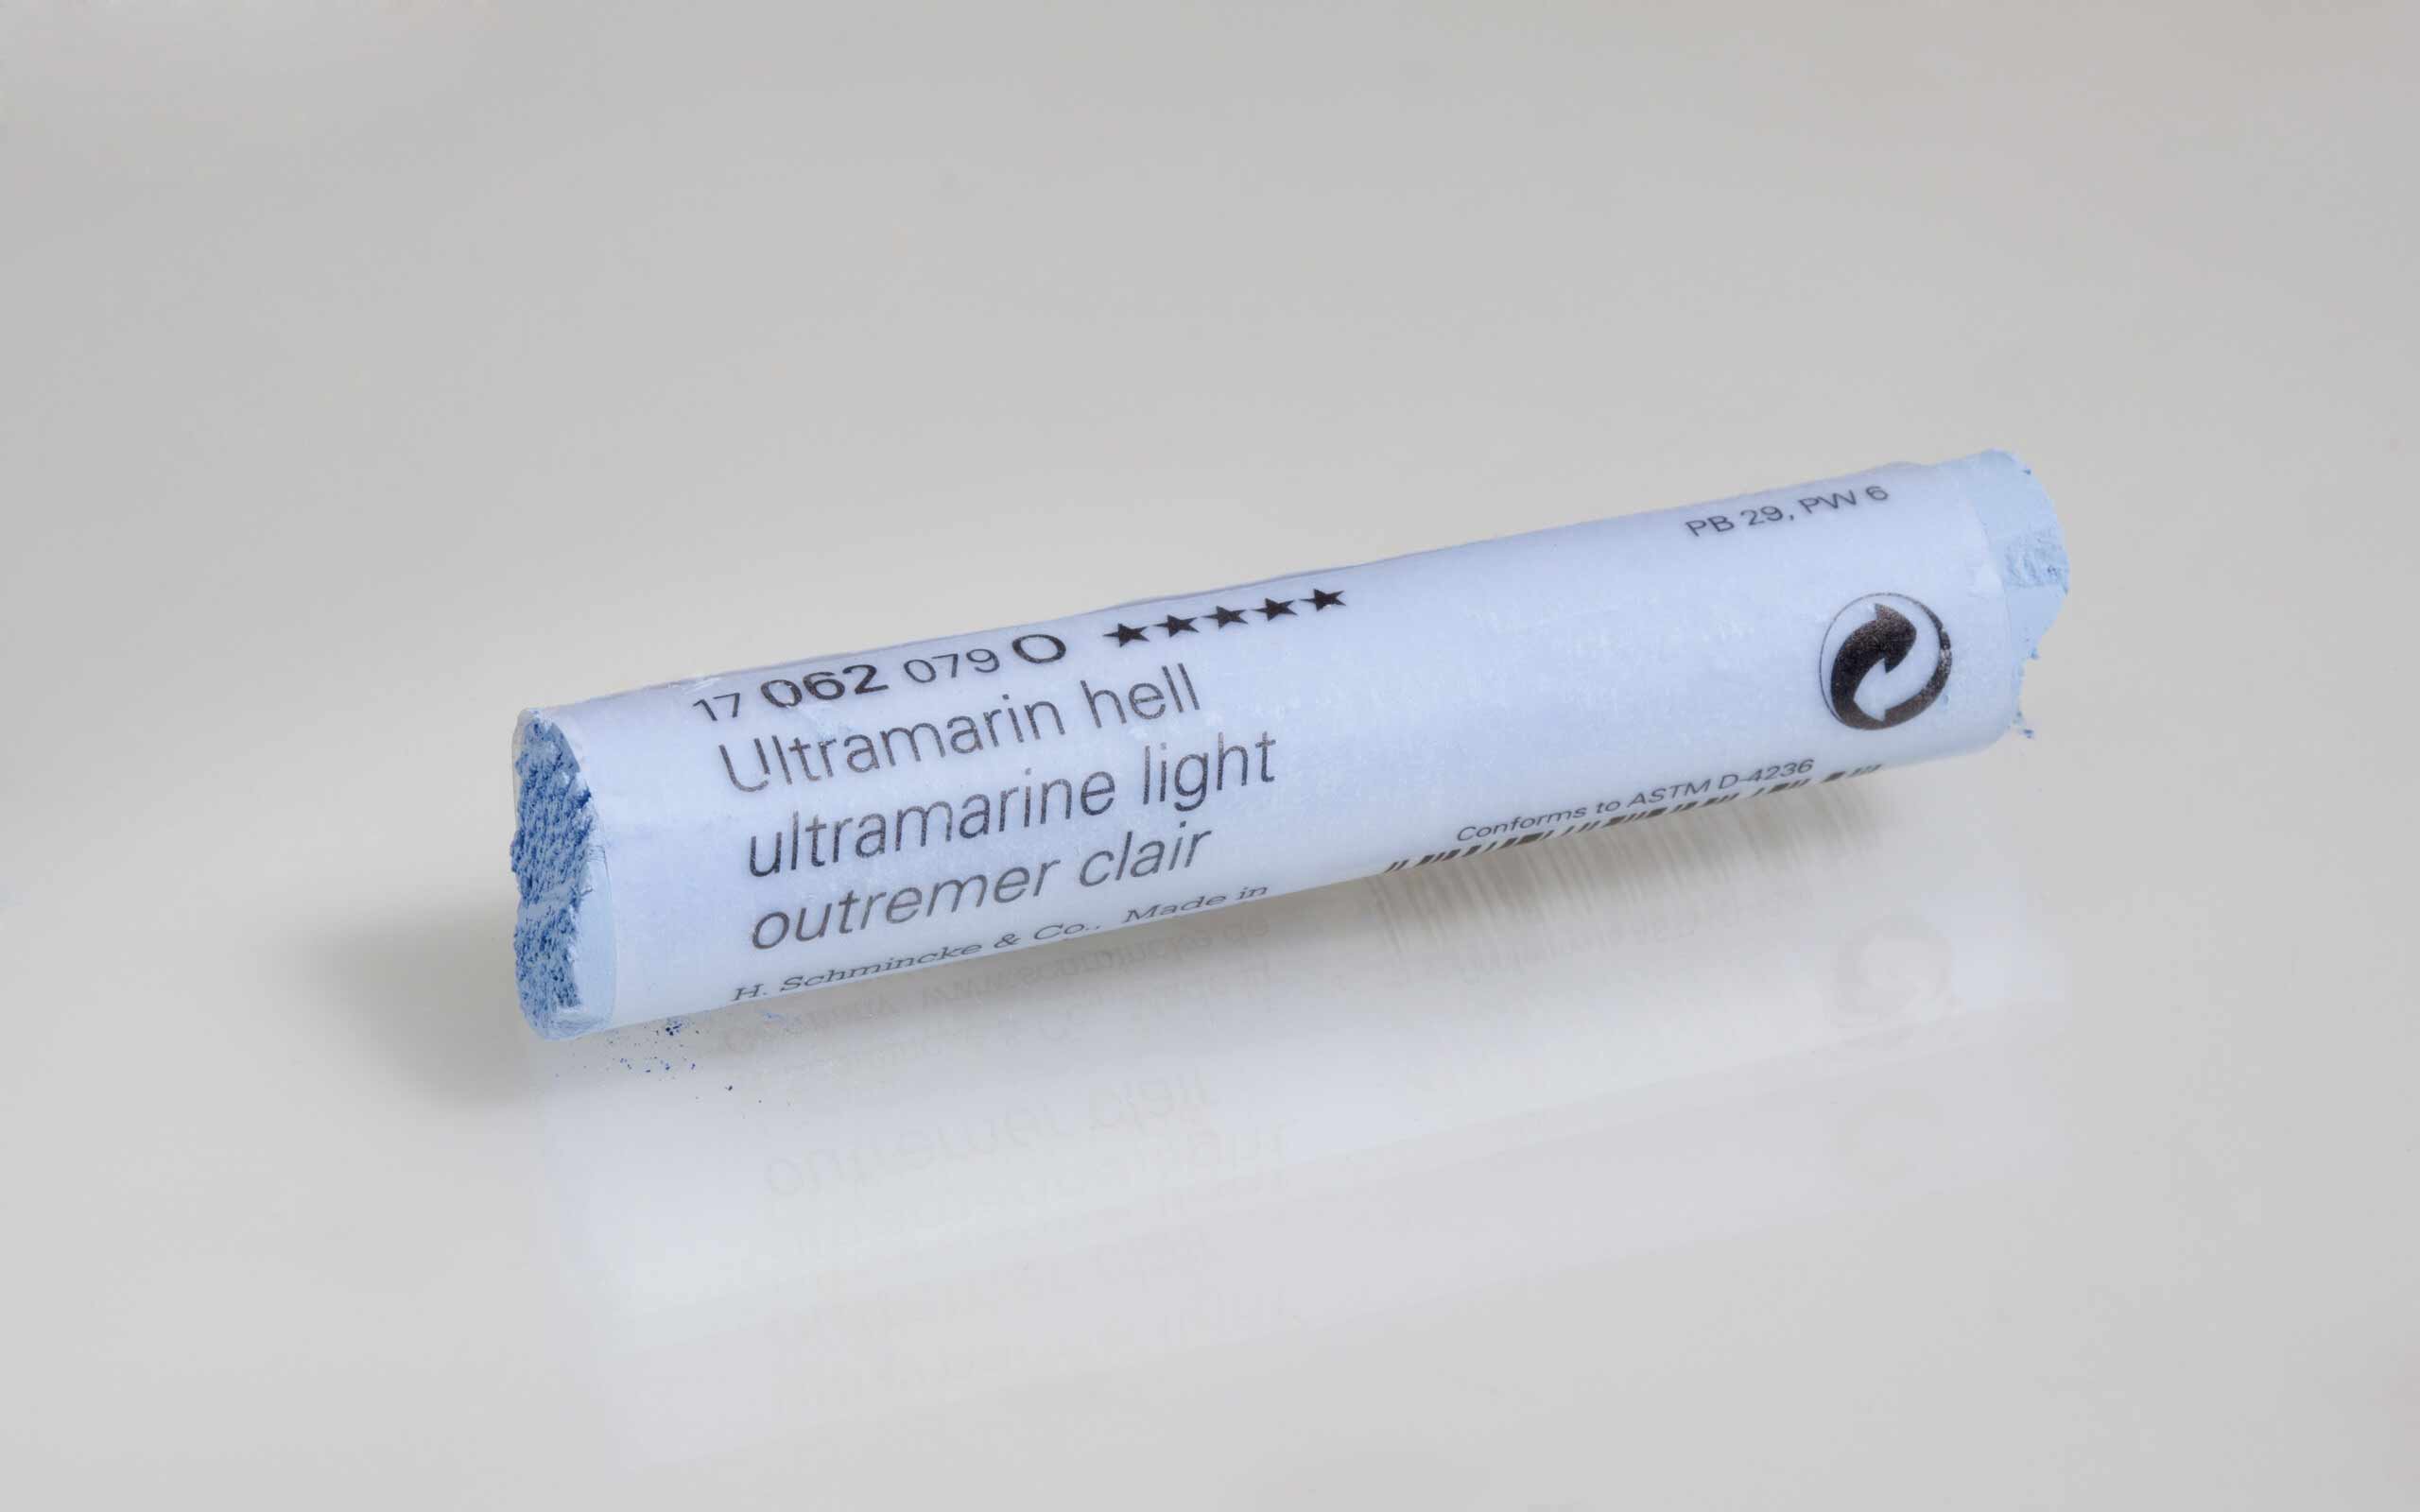 17 062 079 O ★★★★★
Ultramarin hell
ultramarine light
outremer clair
H. Schmincke & Co., Made in
PB 29, PW 6
Conforms to ASTM D-4236